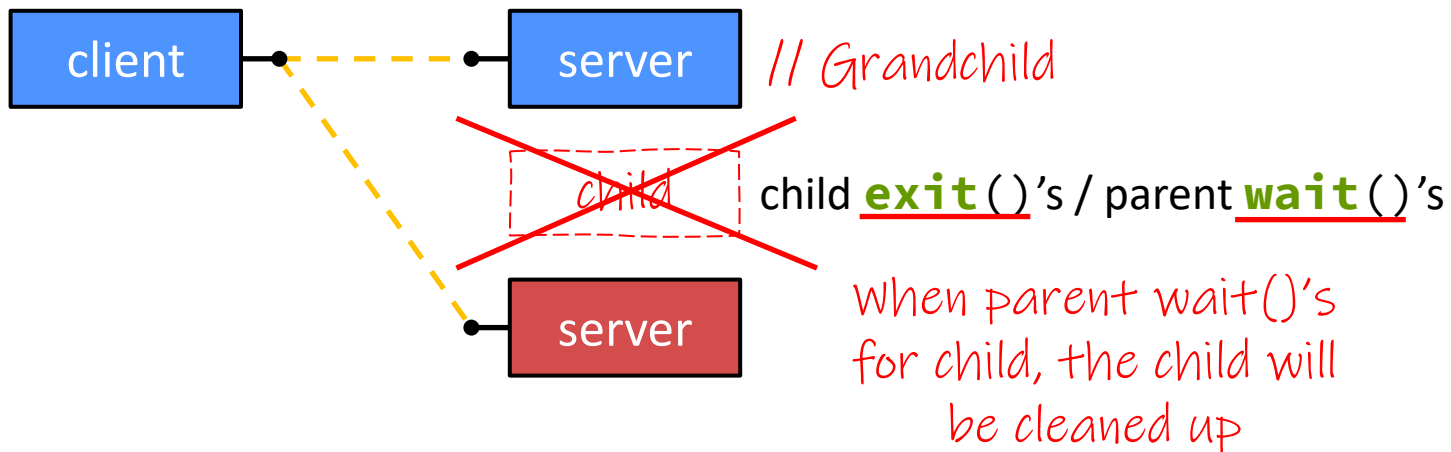 client
server
// Grandchild
child
child exit()’s / parent wait()’s
server
When parent wait()’s
for child, the child will
be cleaned up